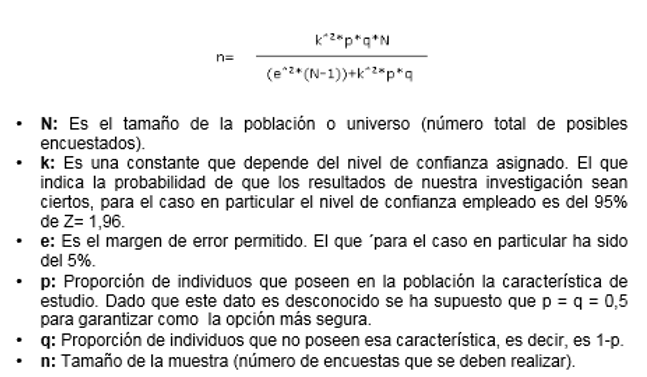 k^2*p*q*N
n=
(e^2*(N-1))+k^2*p*q
• N: Es el tamaño de la población o universo (número total de posibles
encuestados).
• k: Es una constante que depende del nivel de confianza asignado. El que
indica la probabilidad de que los resultados de nuestra investigación sean
ciertos, para el caso en particular el nivel de confianza empleado es del 95%
de Z= 1,96.
• e: Es el margen de error permitido. El que ´para el caso en particular ha sido
del 5%.
• p: Proporción de individuos que poseen en la población la característica de
estudio. Dado que este dato es desconocido se ha supuesto que p = q = 0,5
para garantizar como la opción más segura.
• q: Proporción de individuos que no poseen esa característica, es decir, es 1-p.
• n: Tamaño de la muestra (número de encuestas que se deben realizar).